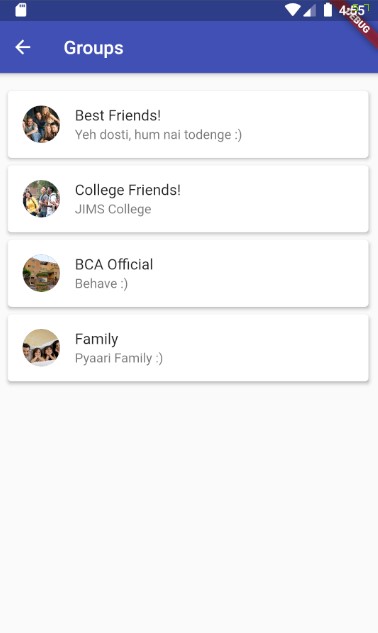 4:55
DEBUG
Groups
Best Friends!
Yeh dosti, hum nai todenge :)
College Friends!
JIMS College
BCA Official
Behave :)
Family
Pyaari Family :)